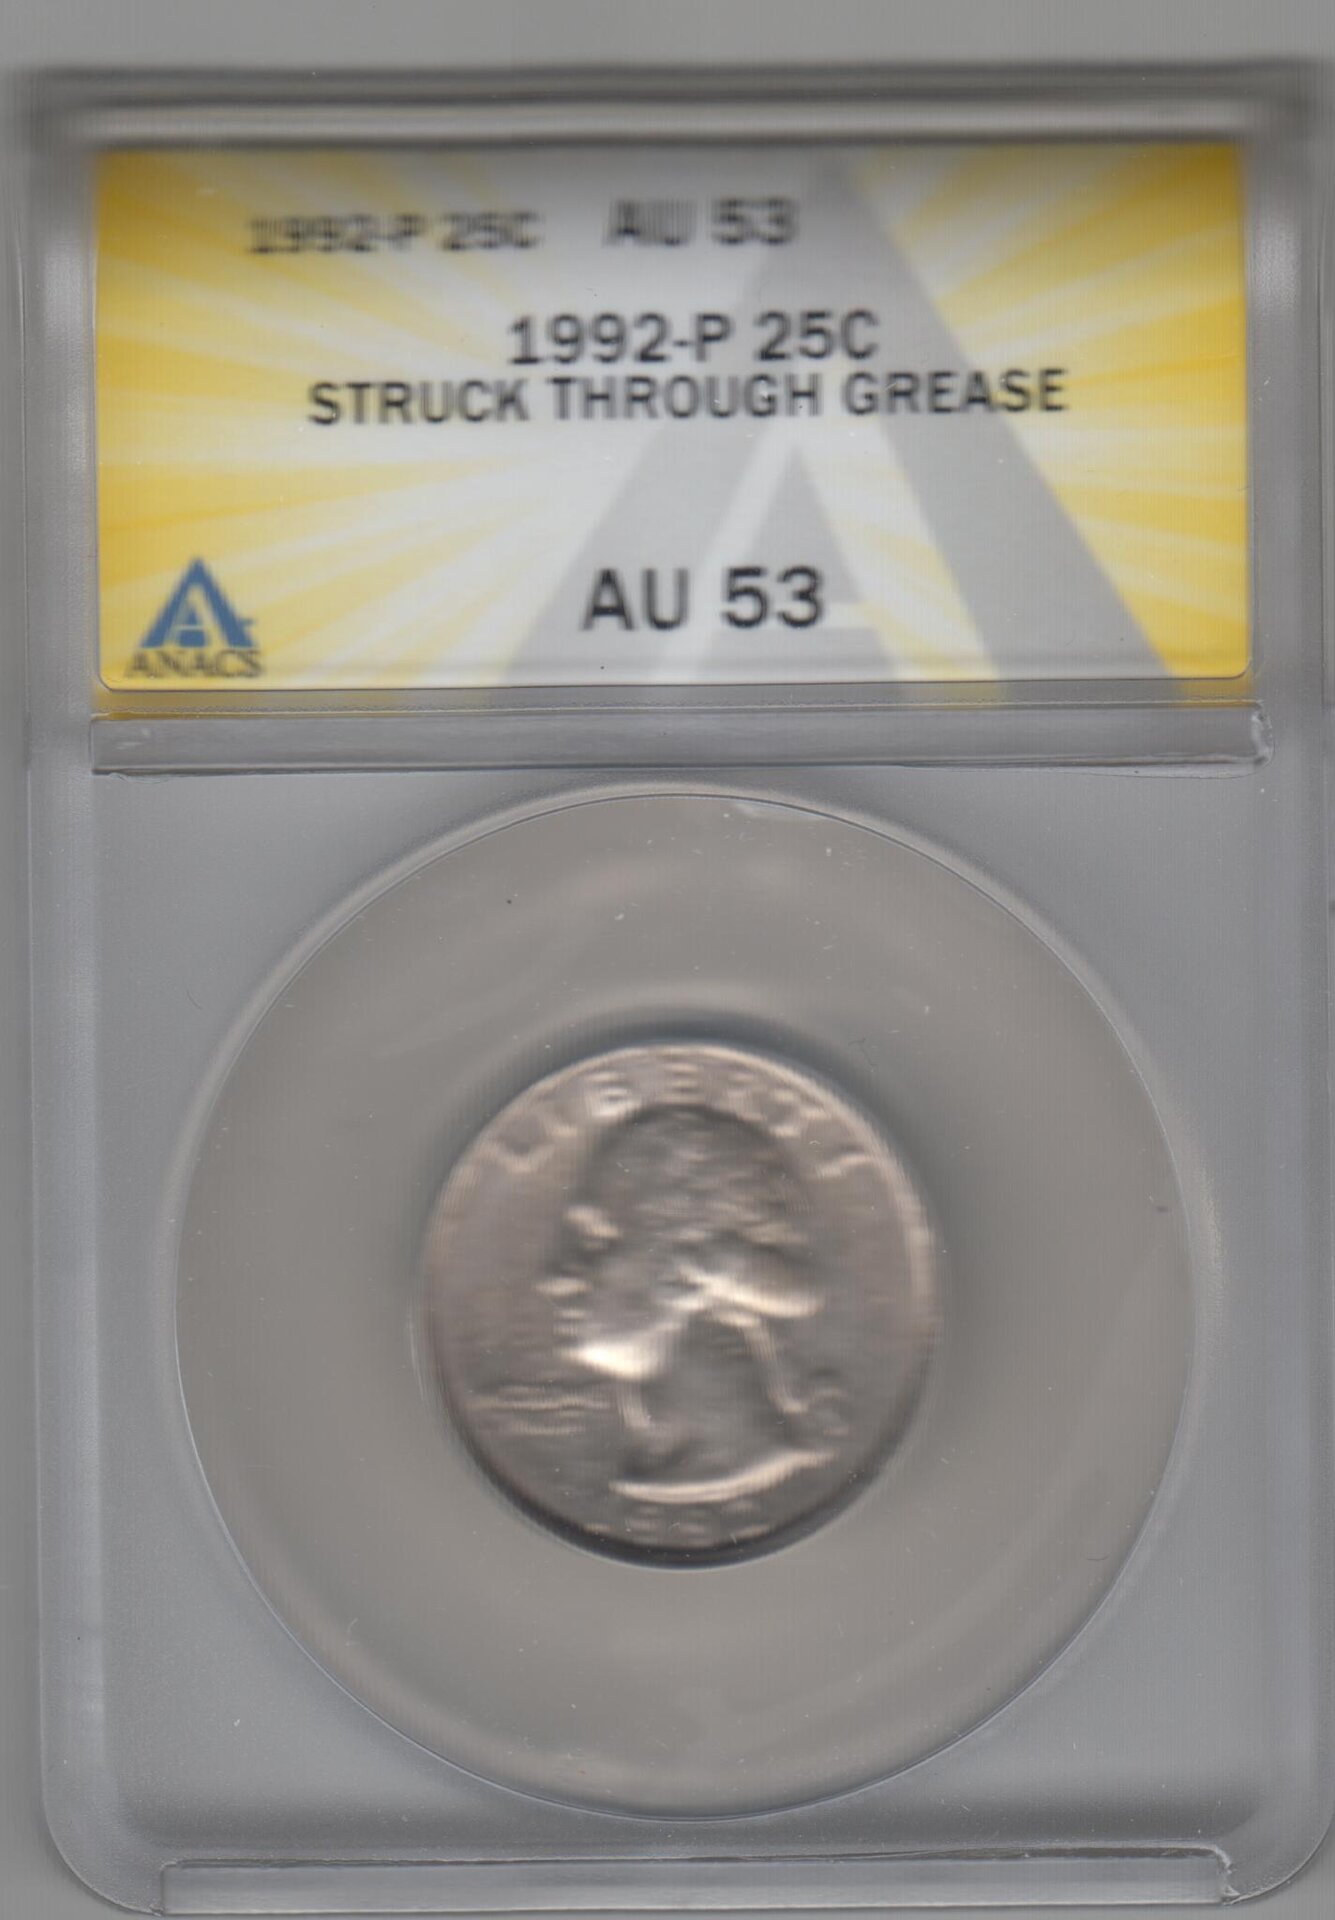 1992-P 25C AU 53
1992-P 25C
STRUCK THROUGH GREASE
AU 53
ANACS
LIBERTY